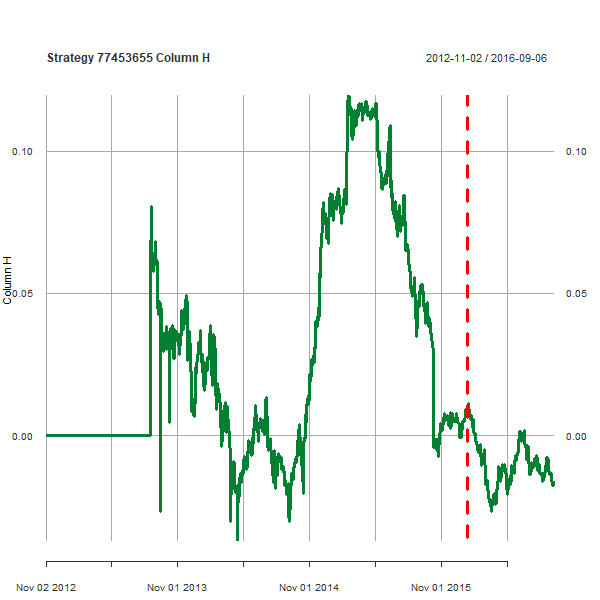 Strategy 77453655 Column H
2012-11-02 / 2016-09-06
0.10
0.10
Column H
0.05
0.05
0.00
0.00
Nov 02 2012
Nov 01 2013
Nov 01 2014
Nov 01 2015